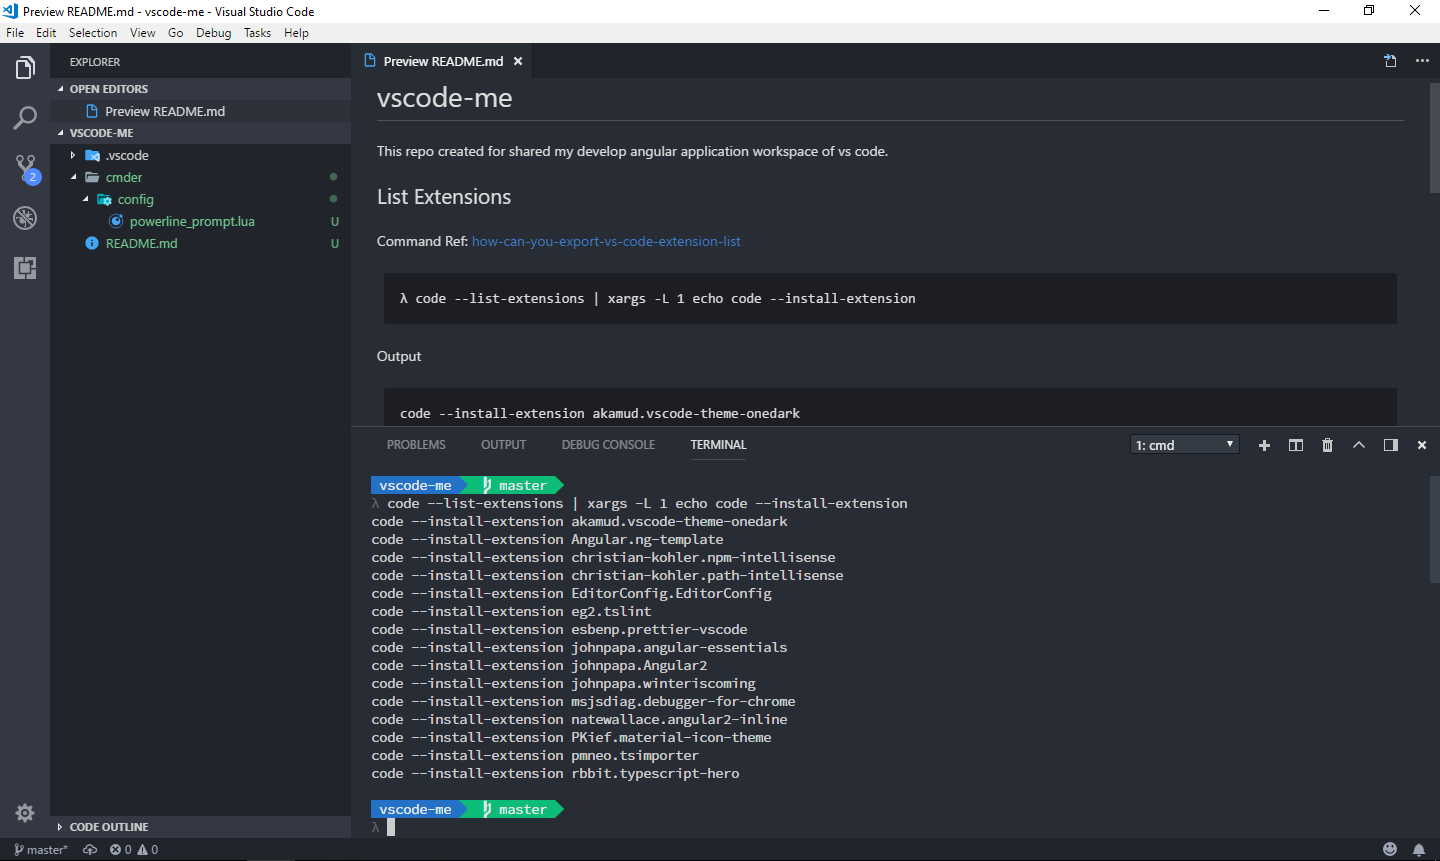 Preview README.md - vscode-me - Visual Studio Code
File Edit Selection View Go Debug Tasks Help
EXPLORER
OPEN EDITORS
Preview README.md
VSCODE-ME
.vscode
cmder
config
powerline_prompt.lua U
README.md U
2
CODE OUTLINE
Preview README.md
vscode-me
This repo created for shared my develop angular application workspace of vs code.
List Extensions
Command Ref: how-can-you-export-vs-code-extension-list
λ code --list-extensions | xargs -L 1 echo code --install-extension
Output
code --install-extension akamud.vscode-theme-onedark
PROBLEMS OUTPUT DEBUG CONSOLE TERMINAL 1: cmd
vscode-me master
λ code --list-extensions | xargs -L 1 echo code --install-extension
code --install-extension akamud.vscode-theme-onedark
code --install-extension Angular.ng-template
code --install-extension christian-kohler.npm-intellisense
code --install-extension christian-kohler.path-intellisense
code --install-extension EditorConfig.EditorConfig
code --install-extension eg2.tslint
code --install-extension esbenp.prettier-vscode
code --install-extension johnpapa.angular-essentials
code --install-extension johnpapa.Angular2
code --install-extension johnpapa.winteriscoming
code --install-extension msjsdiag.debugger-for-chrome
code --install-extension natewallace.angular2-inline
code --install-extension PKief.material-icon-theme
code --install-extension pmneo.tsimporter
code --install-extension rbbit.typescript-hero
vscode-me master
λ
master* 0 0